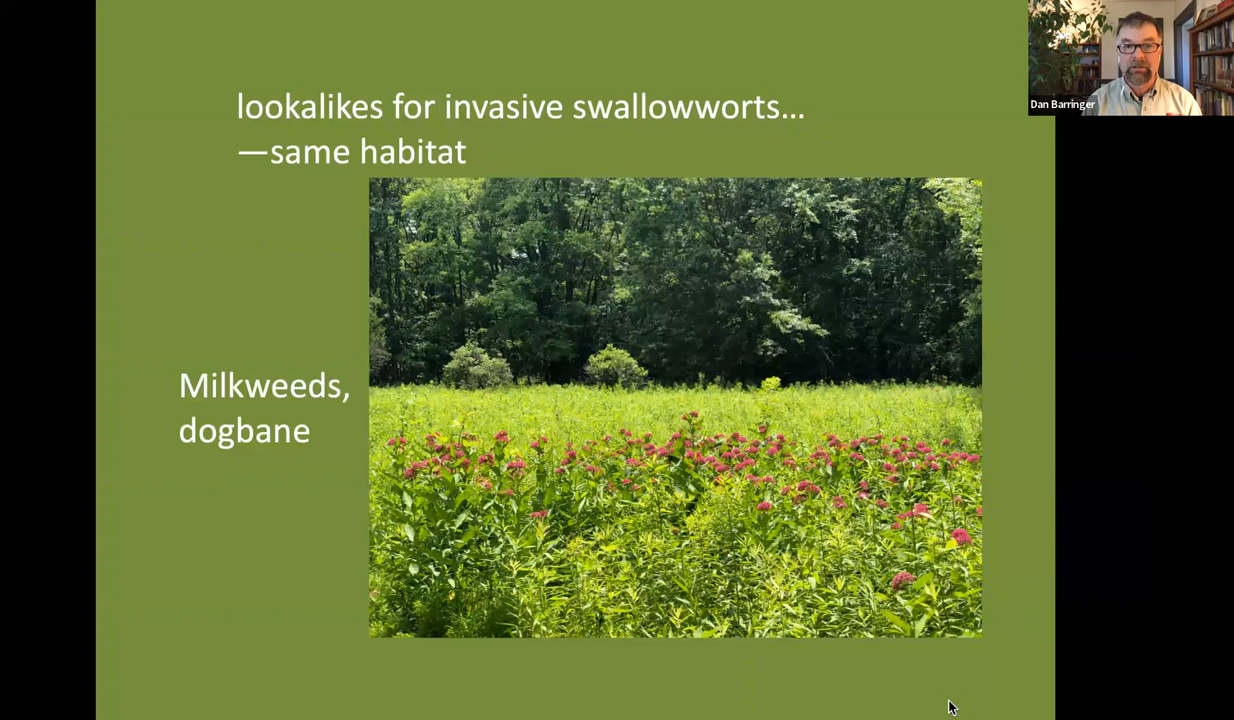 lookalikes for invasive swallowworts...
—same habitat
Dan Barringer
Milkweeds,
dogbane